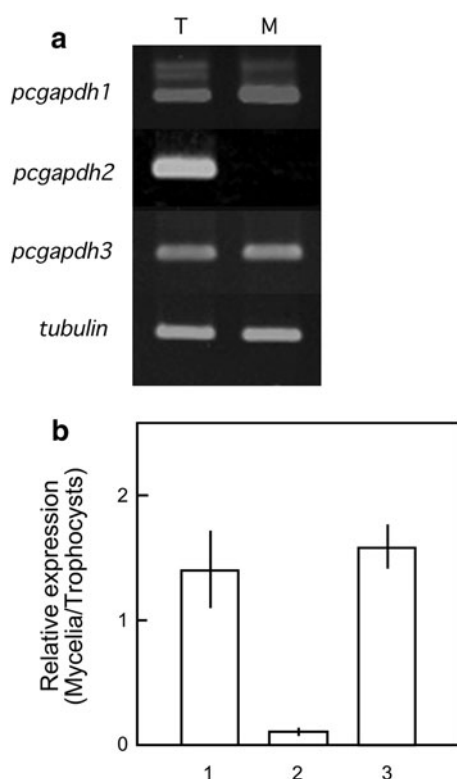 a
T M
pcgapdh1
pcgapdh2
pcgapdh3
tubulin
b
Relative expression
(Mycelia/Trophocysts)
2
1
0
1 2 3